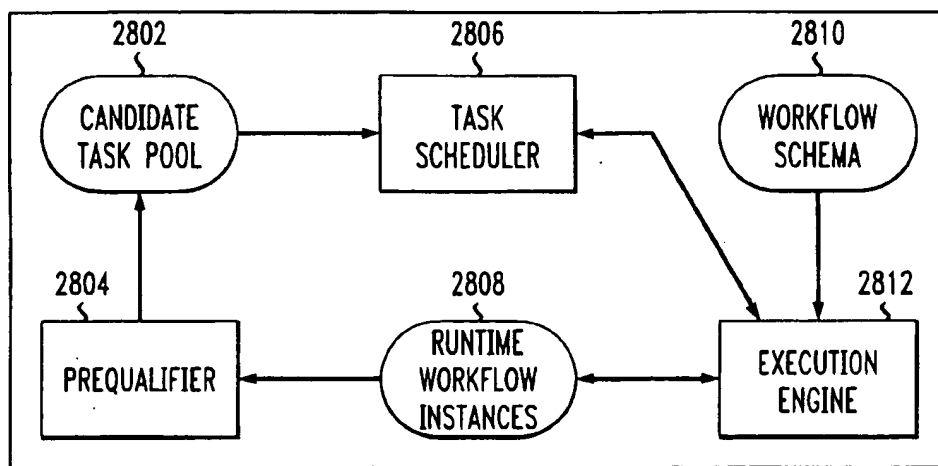 2802
CANDIDATE
TASK POOL
2806
TASK
SCHEDULER
2810
WORKFLOW
SCHEMA
2804
PREQUALIFIER
2808
RUNTIME
WORKFLOW
INSTANCES
2812
EXECUTION
ENGINE